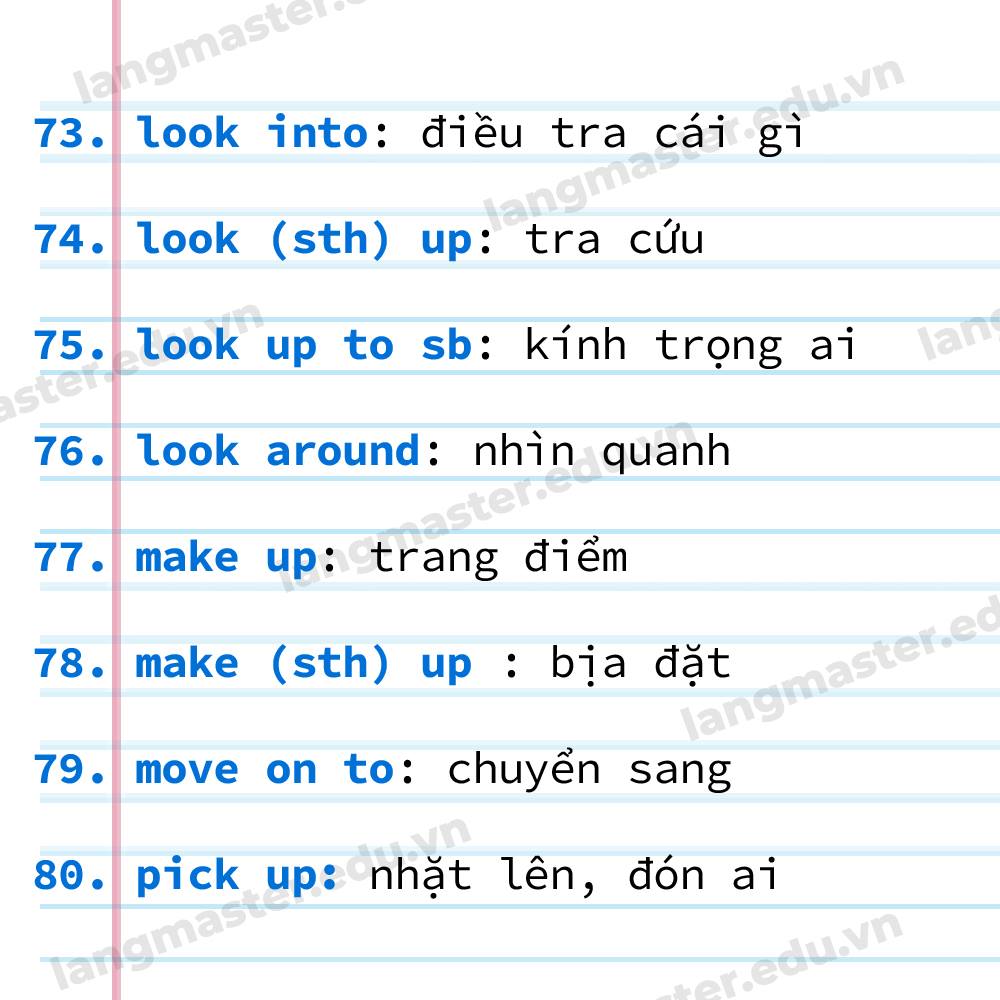 73. look into: điều tra cái gì
74. look (sth) up: tra cứu
75. look up to sb: kính trọng ai
76. look around: nhìn quanh
77. make up: trang điểm
78. make (sth) up : bịa đặt
79. move on to: chuyển sang
80. pick up: nhặt lên, đón ai
langmaster.edu.vn